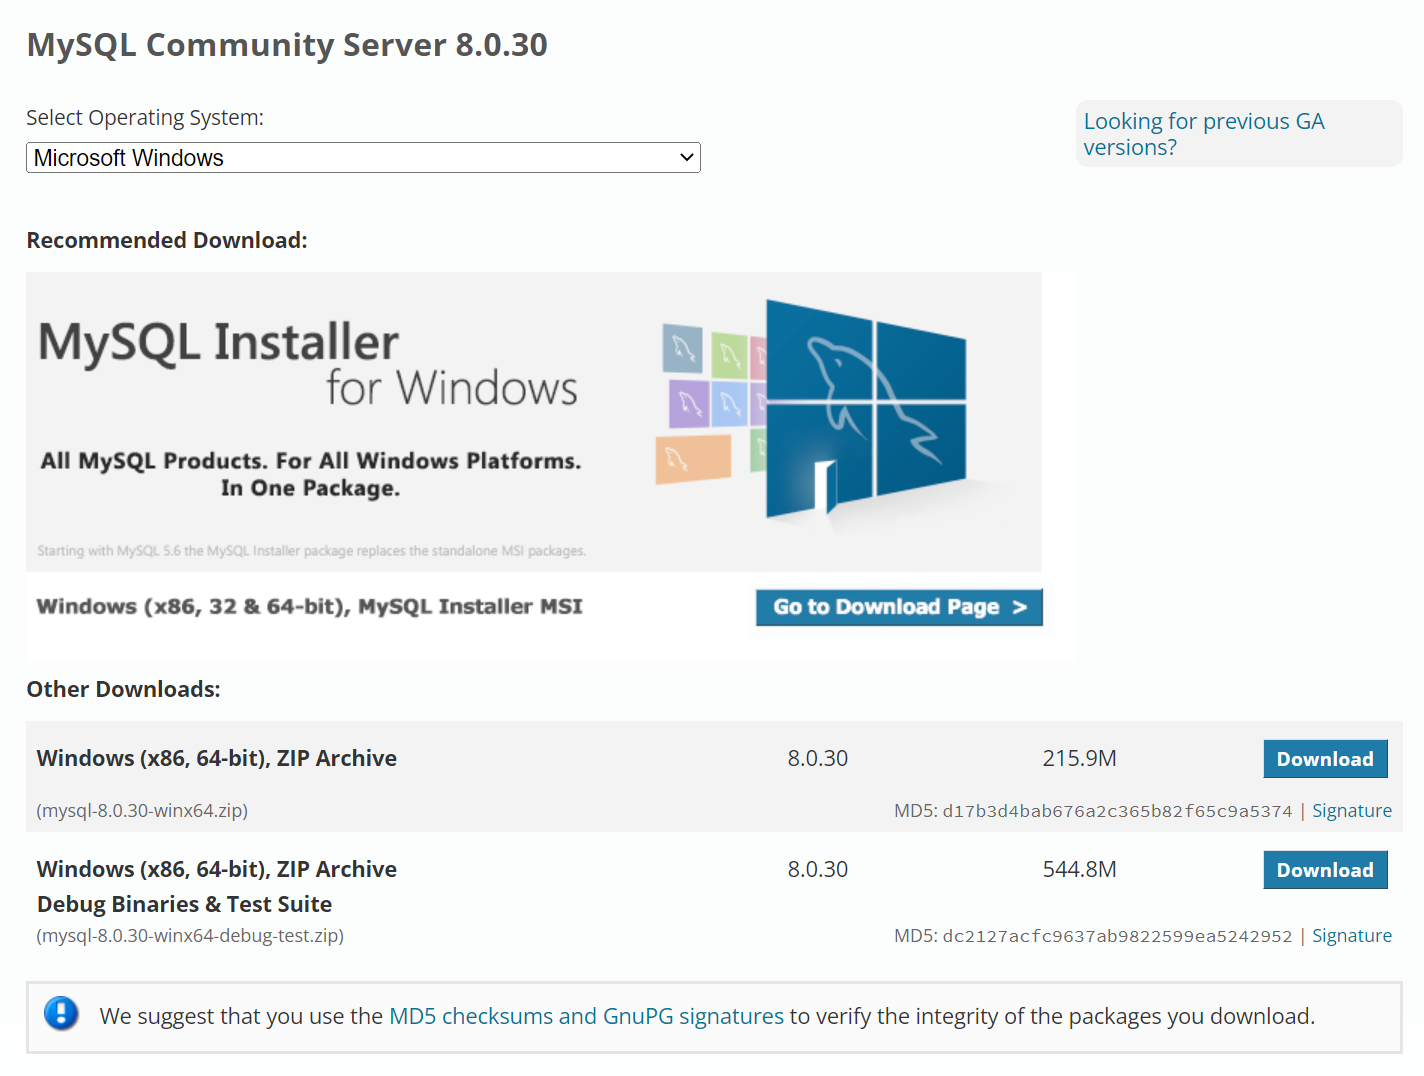 MySQL Community Server 8.0.30
Select Operating System:
Microsoft Windows
Looking for previous GA
versions?
Recommended Download:
MySQL Installer
for Windows
All MySQL Products. For All Windows Platforms.
In One Package.
Starting with MySQL 5.6 the MySQL Installer package replaces the standalone MSI packages.
Windows (x86, 32 & 64-bit), MySQL Installer MSI
Go to Download Page >
Other Downloads:
Windows (x86, 64-bit), ZIP Archive 8.0.30 215.9M Download
(mysql-8.0.30-winx64.zip) MD5: d17b3d4bab676a2c365b82f65c9a5374 | Signature
Windows (x86, 64-bit), ZIP Archive 8.0.30 544.8M Download
Debug Binaries & Test Suite
(mysql-8.0.30-winx64-debug-test.zip) MD5: dc2127acfc9637ab9822599ea5242952 | Signature
We suggest that you use the MD5 checksums and GnuPG signatures to verify the integrity of the packages you download.